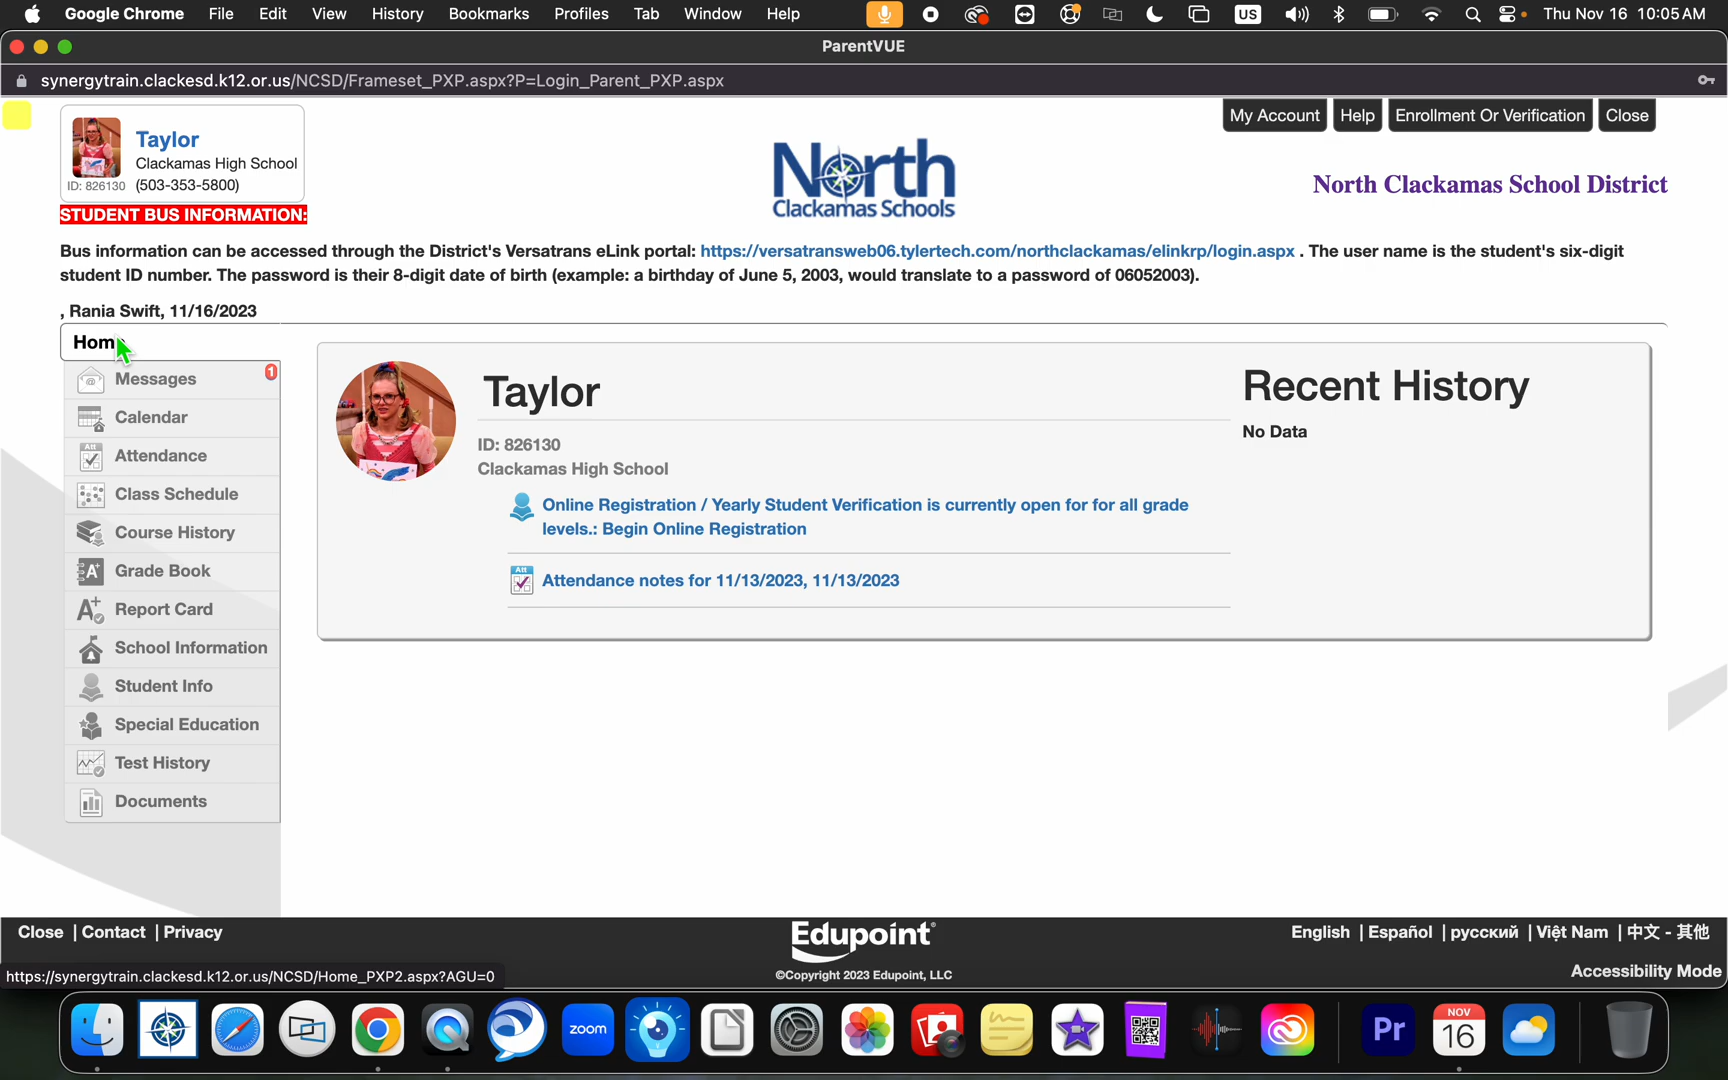 Google Chrome File Edit View History Bookmarks Profiles Tab Window Help US Thu Nov 16 10:05 AM
ParentVUE
synergytrain.clackesd.k12.or.us/NCSD/Frameset_PXP.aspx?P=Login_Parent_PXP.aspx
My Account Help Enrollment Or Verification Close
Taylor
Clackamas High School
ID: 826130 (503-353-5800)
North
Clackamas Schools
North Clackamas School District
STUDENT BUS INFORMATION:
Bus information can be accessed through the District's Versatrans eLink portal: https://versatransweb06.tylertech.com/northclackamas/elinkrp/login.aspx . The user name is the student's six-digit
student ID number. The password is their 8-digit date of birth (example: a birthday of June 5, 2003, would translate to a password of 06052003).
, Rania Swift, 11/16/2023
Home
Messages 1
Calendar
Attendance
Class Schedule
Course History
Grade Book
Report Card
School Information
Student Info
Special Education
Test History
Documents
Taylor
ID: 826130
Clackamas High School
Online Registration / Yearly Student Verification is currently open for for all grade
levels.: Begin Online Registration
Attendance notes for 11/13/2023, 11/13/2023
Recent History
No Data
Close | Contact | Privacy
Edupoint
©Copyright 2023 Edupoint, LLC
English | Español | русский | Việt Nam | 中文 - 其他
Accessibility Mode
https://synergytrain.clackesd.k12.or.us/NCSD/Home_PXP2.aspx?AGU=0
zoom
Pr
NOV
16